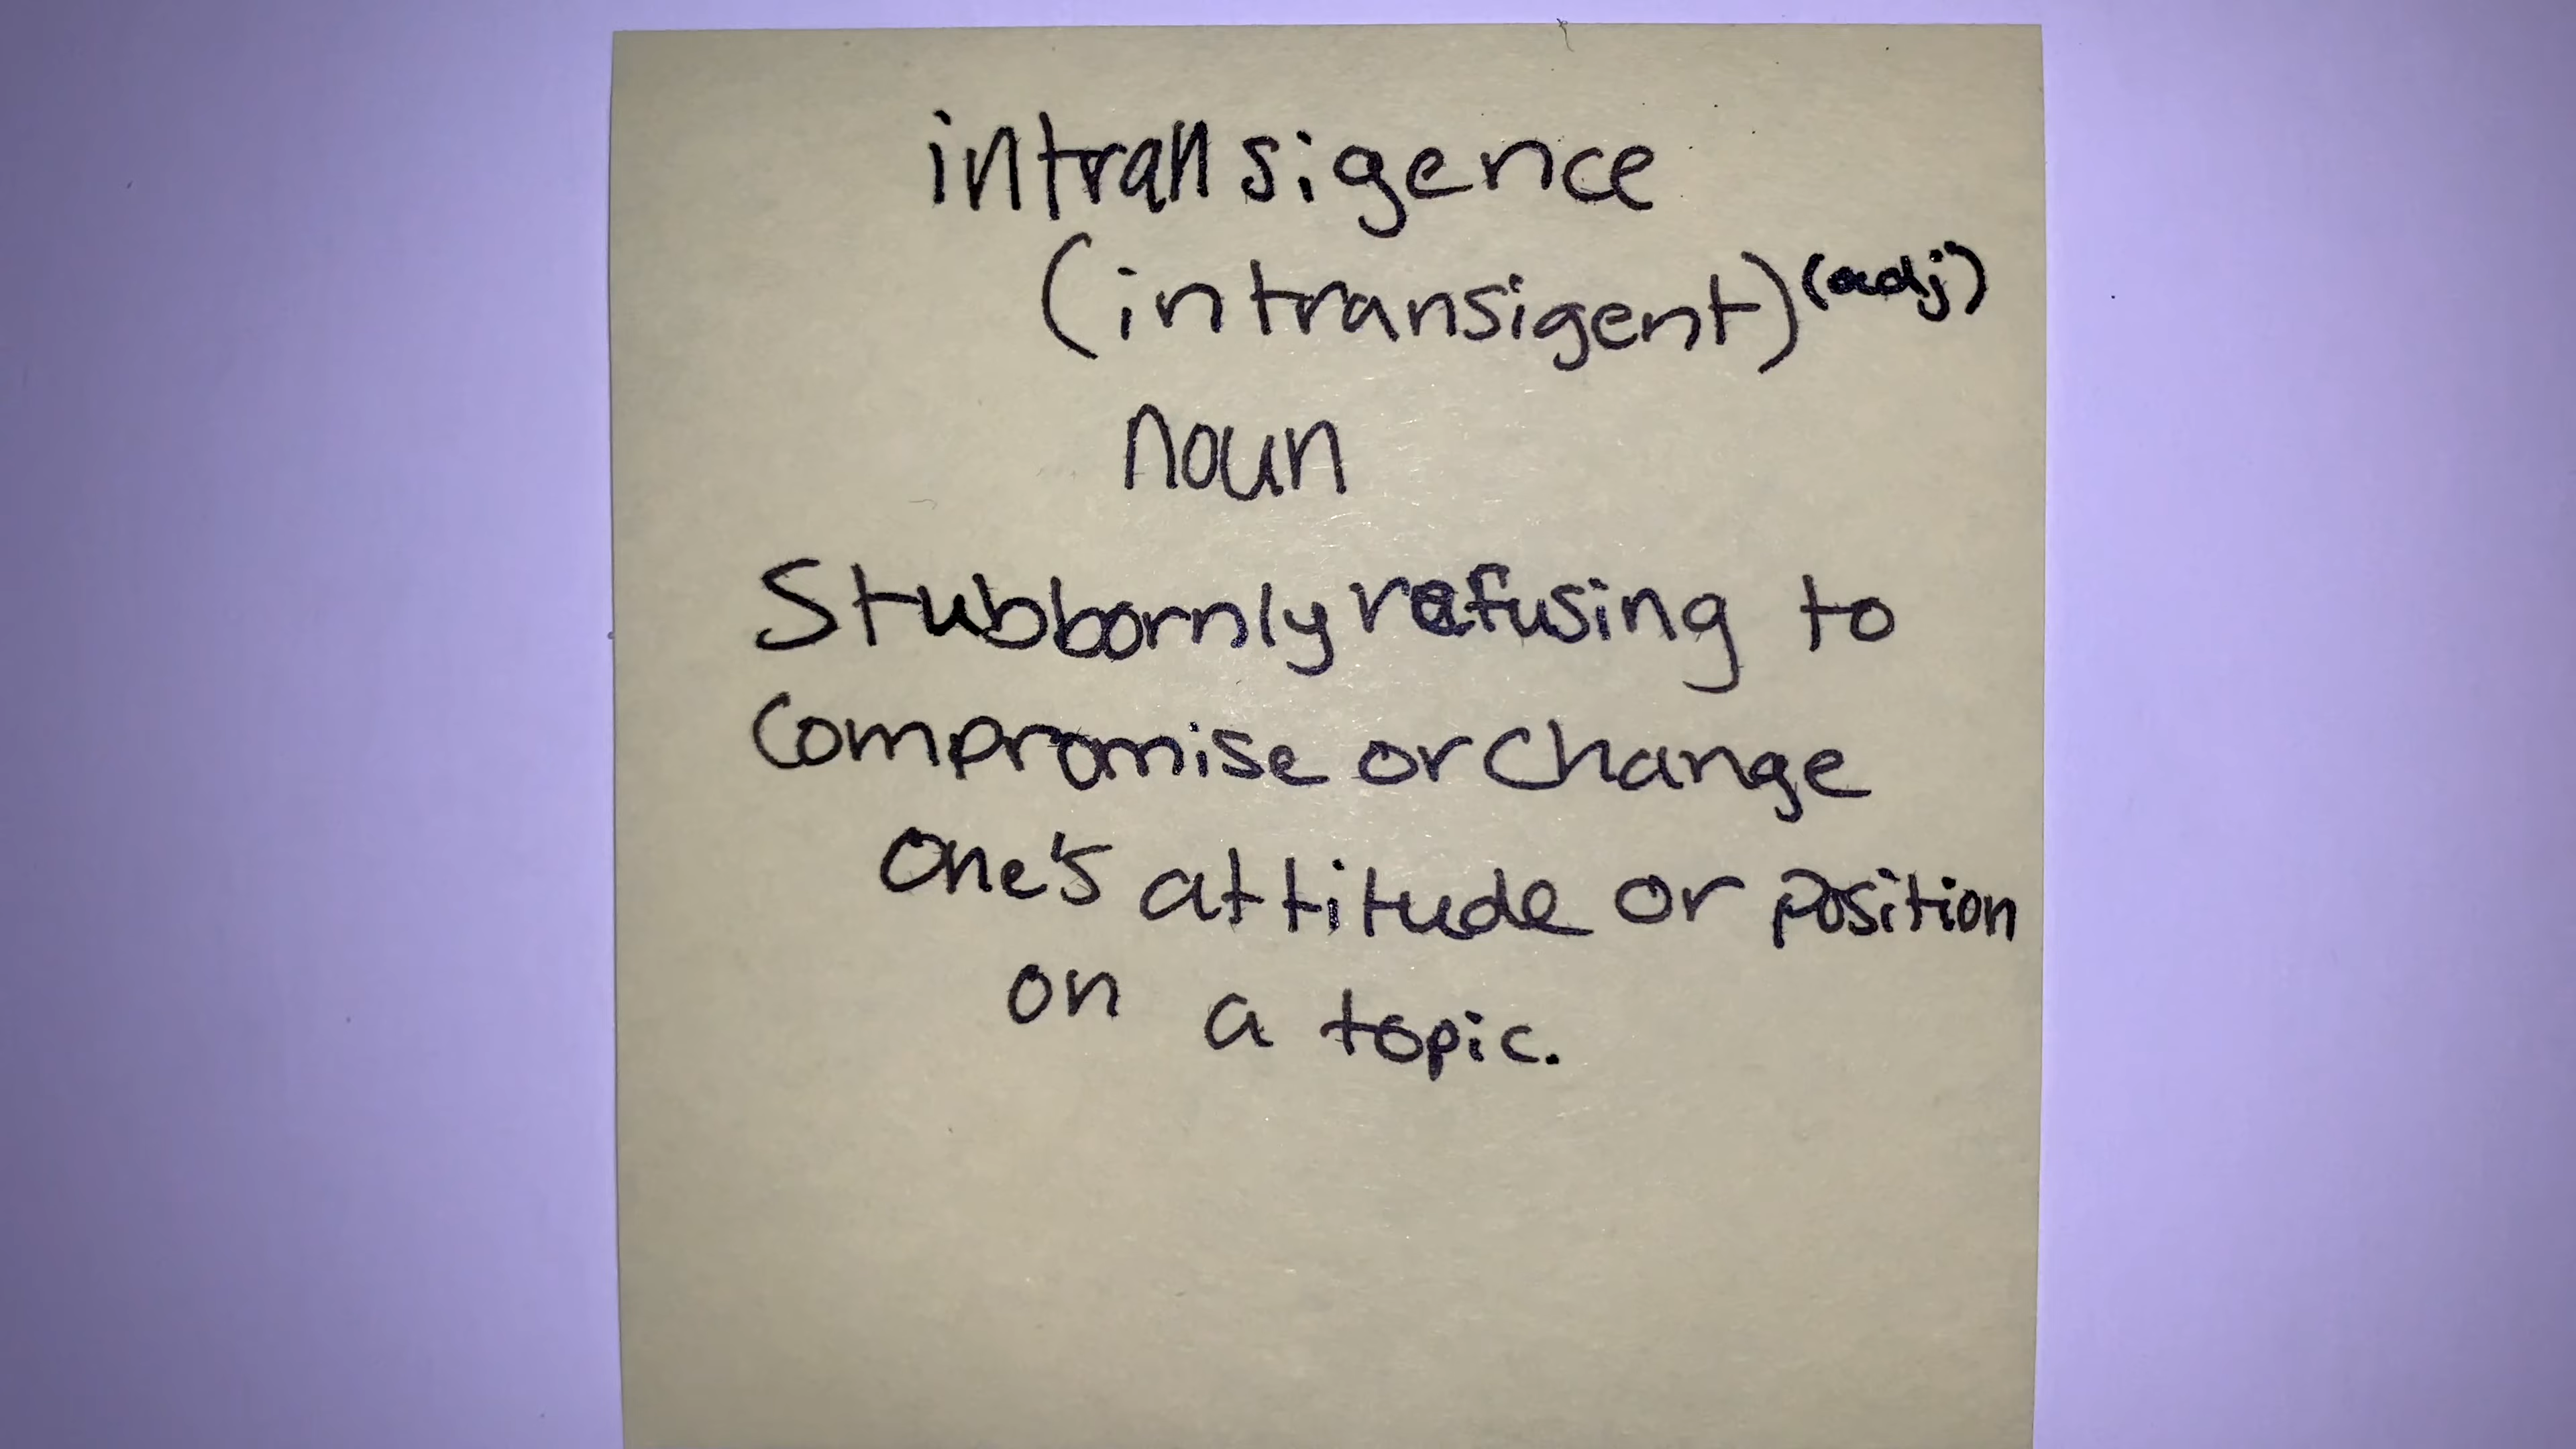 intransigence
(intransigent) (adj)
noun
Stubbornly refusing to
compromise or change
one's attitude or position
on a topic.